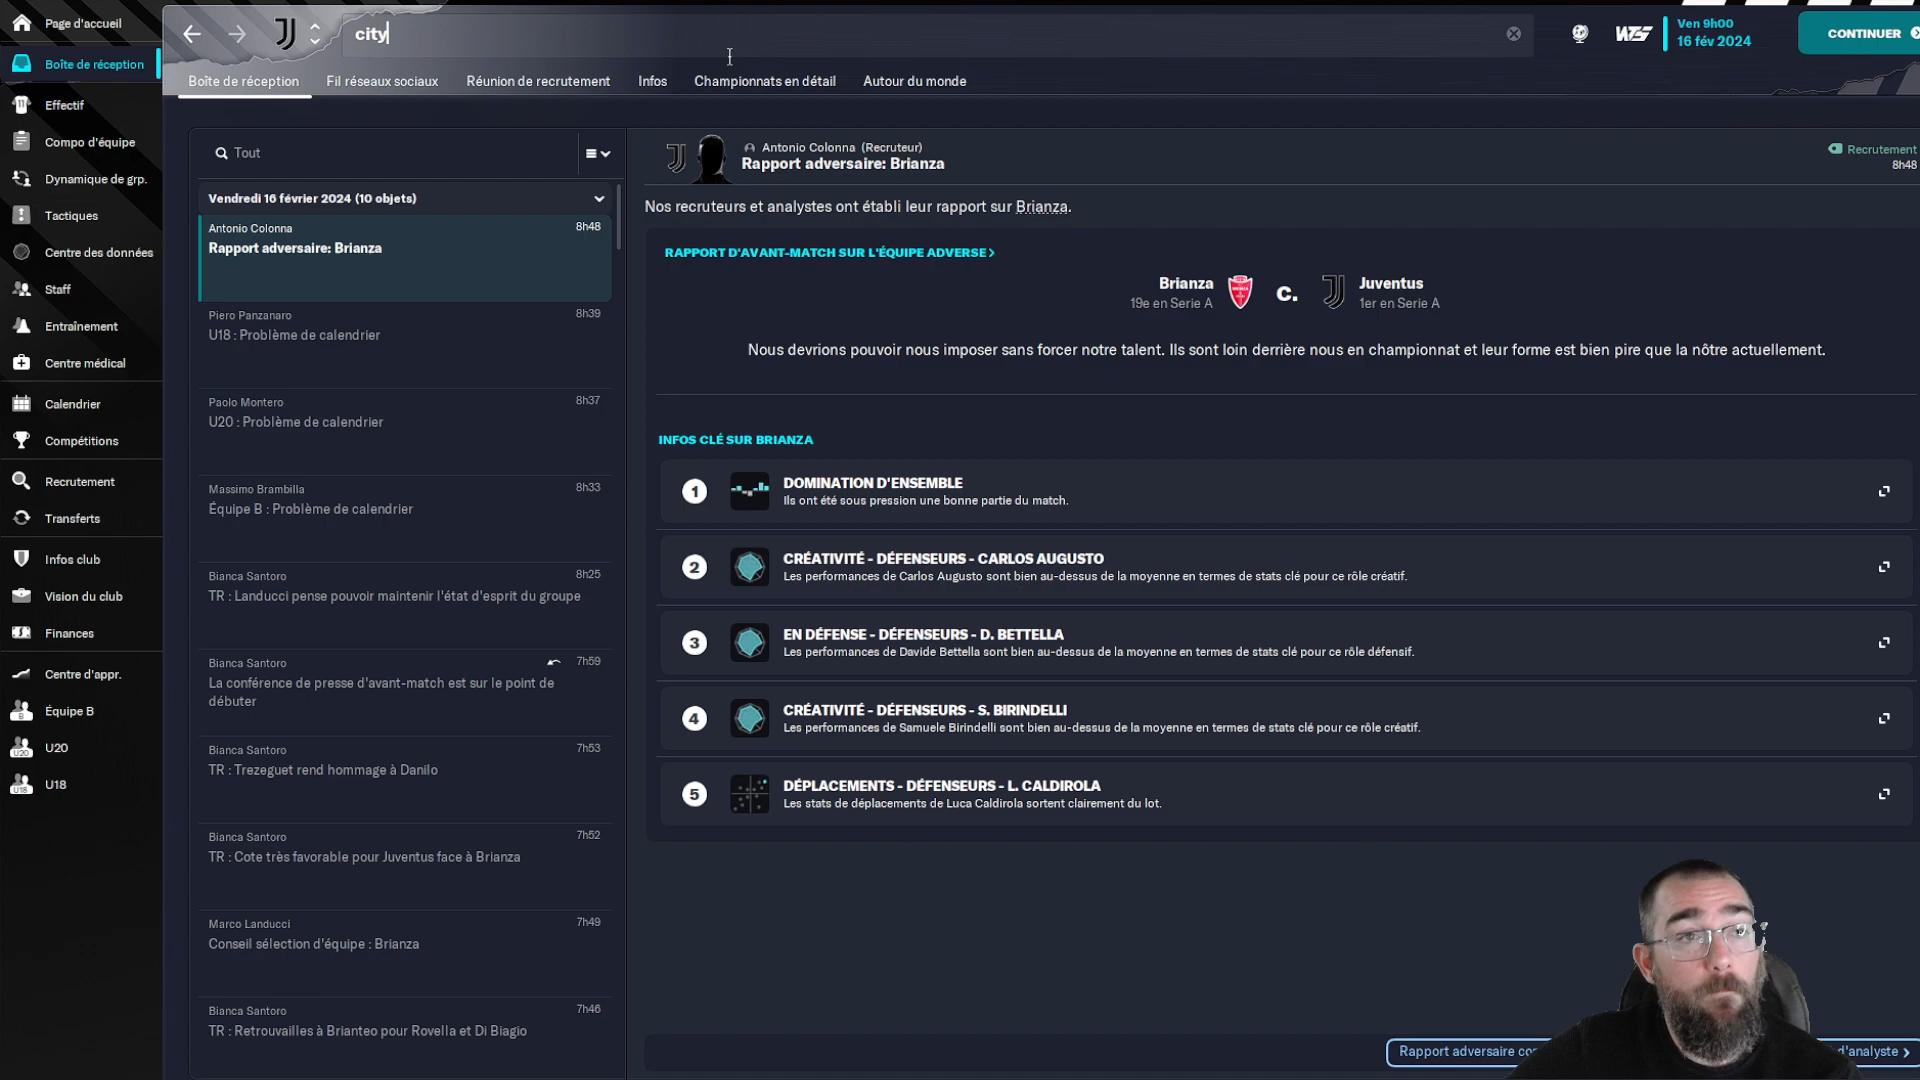 Page d'accueil
Boîte de réception
Effectif
Compo d'équipe
Dynamique de grp.
Tactiques
Centre des données
Staff
Entraînement
Centre médical
Calendrier
Compétitions
Recrutement
Transferts
Infos club
Vision du club
Finances
Centre d'appr.
Équipe B
U20
U18
city
Ven 9h00
16 fév 2024
CONTINUER
Boîte de réception
Fil réseaux sociaux
Réunion de recrutement
Infos
Championnats en détail
Autour du monde
Tout
Vendredi 16 février 2024 (10 objets)
Antonio Colonna 8h48
Rapport adversaire: Brianza
Piero Panzanaro 8h39
U18 : Problème de calendrier
Paolo Montero 8h37
U20 : Problème de calendrier
Massimo Brambilla 8h33
Équipe B : Problème de calendrier
Bianca Santoro 8h25
TR : Landucci pense pouvoir maintenir l'état d'esprit du groupe
Bianca Santoro 7h59
La conférence de presse d'avant-match est sur le point de
débuter
Bianca Santoro 7h53
TR : Trezeguet rend hommage à Danilo
Bianca Santoro 7h52
TR : Cote très favorable pour Juventus face à Brianza
Marco Landucci 7h49
Conseil sélection d'équipe : Brianza
Bianca Santoro 7h46
TR : Retrouvailles à Brianteo pour Rovella et Di Biagio
Antonio Colonna (Recruteur)
Rapport adversaire: Brianza
Recrutement
8h48
Nos recruteurs et analystes ont établi leur rapport sur Brianza.
RAPPORT D'AVANT-MATCH SUR L'ÉQUIPE ADVERSE
Brianza
19e en Serie A
c.
Juventus
1er en Serie A
Nous devrions pouvoir nous imposer sans forcer notre talent. Ils sont loin derrière nous en championnat et leur forme est bien pire que la nôtre actuellement.
INFOS CLÉ SUR BRIANZA
1
DOMINATION D'ENSEMBLE
Ils ont été sous pression une bonne partie du match.
2
CRÉATIVITÉ - DÉFENSEURS - CARLOS AUGUSTO
Les performances de Carlos Augusto sont bien au-dessus de la moyenne en termes de stats clé pour ce rôle créatif.
3
EN DÉFENSE - DÉFENSEURS - D. BETTELLA
Les performances de Davide Bettella sont bien au-dessus de la moyenne en termes de stats clé pour ce rôle défensif.
4
CRÉATIVITÉ - DÉFENSEURS - S. BIRINDELLI
Les performances de Samuele Birindelli sont bien au-dessus de la moyenne en termes de stats clé pour ce rôle créatif.
5
DÉPLACEMENTS - DÉFENSEURS - L. CALDIROLA
Les stats de déplacements de Luca Caldirola sortent clairement du lot.
Rapport adversaire
d'analyste